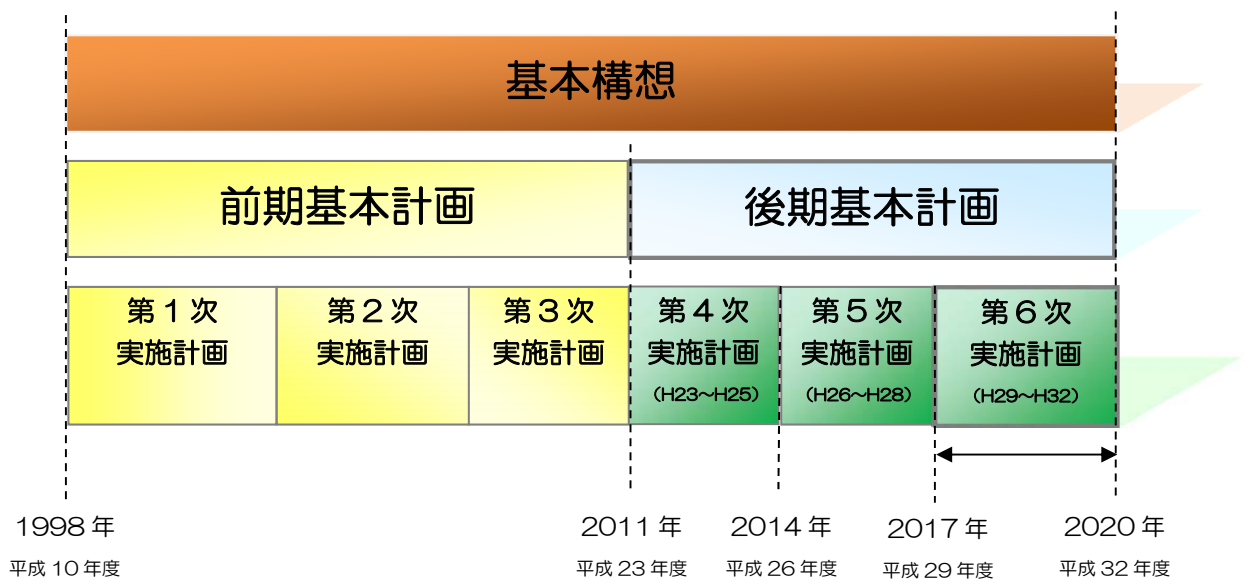 基本構想
前期基本計画
後期基本計画
第１次
実施計画
第２次
実施計画
第３次
実施計画
第４次
実施計画
（H23～H25）
第５次
実施計画
（H26～H28）
第６次
実施計画
（H29～H32）
1998 年
平成 10 年度
2011 年
平成 23 年度
2014 年
平成 26 年度
2017 年
平成 29 年度
2020 年
平成 32 年度